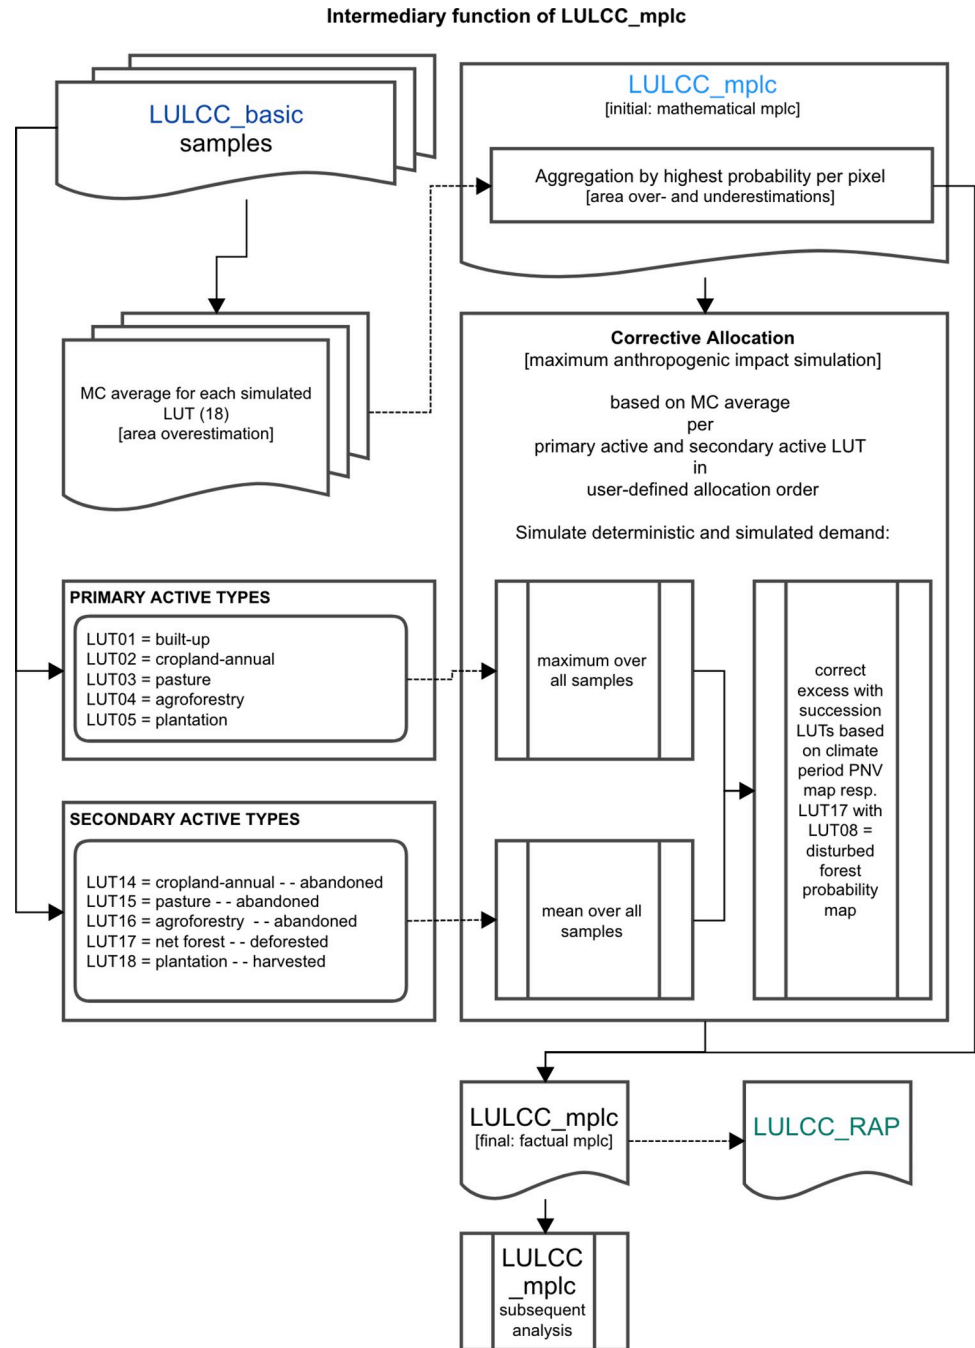 Intermediary function of LULCC_mplc
LULCC_basic
samples
LULCC_mplc
[initial: mathematical mplc]
Aggregation by highest probability per pixel
[area over- and underestimations]
MC average for each simulated
LUT (18)
[area overestimation]
Corrective Allocation
[maximum anthropogenic impact simulation]
based on MC average
per
primary active and secondary active LUT
in
user-defined allocation order
Simulate deterministic and simulated demand:
PRIMARY ACTIVE TYPES
LUT01 = built-up
LUT02 = cropland-annual
LUT03 = pasture
LUT04 = agroforestry
LUT05 = plantation
maximum over
all samples
SECONDARY ACTIVE TYPES
LUT14 = cropland-annual - - abandoned
LUT15 = pasture - - abandoned
LUT16 = agroforestry - - abandoned
LUT17 = net forest - - deforested
LUT18 = plantation - - harvested
mean over all
samples
correct
excess with
succession
LUTs based
on climate
period PNV
map resp.
LUT17 with
LUT08 =
disturbed
forest
probability
map
LULCC_mplc
[final: factual mplc]
LULCC_RAP
LULCC
_mplc
subsequent
analysis